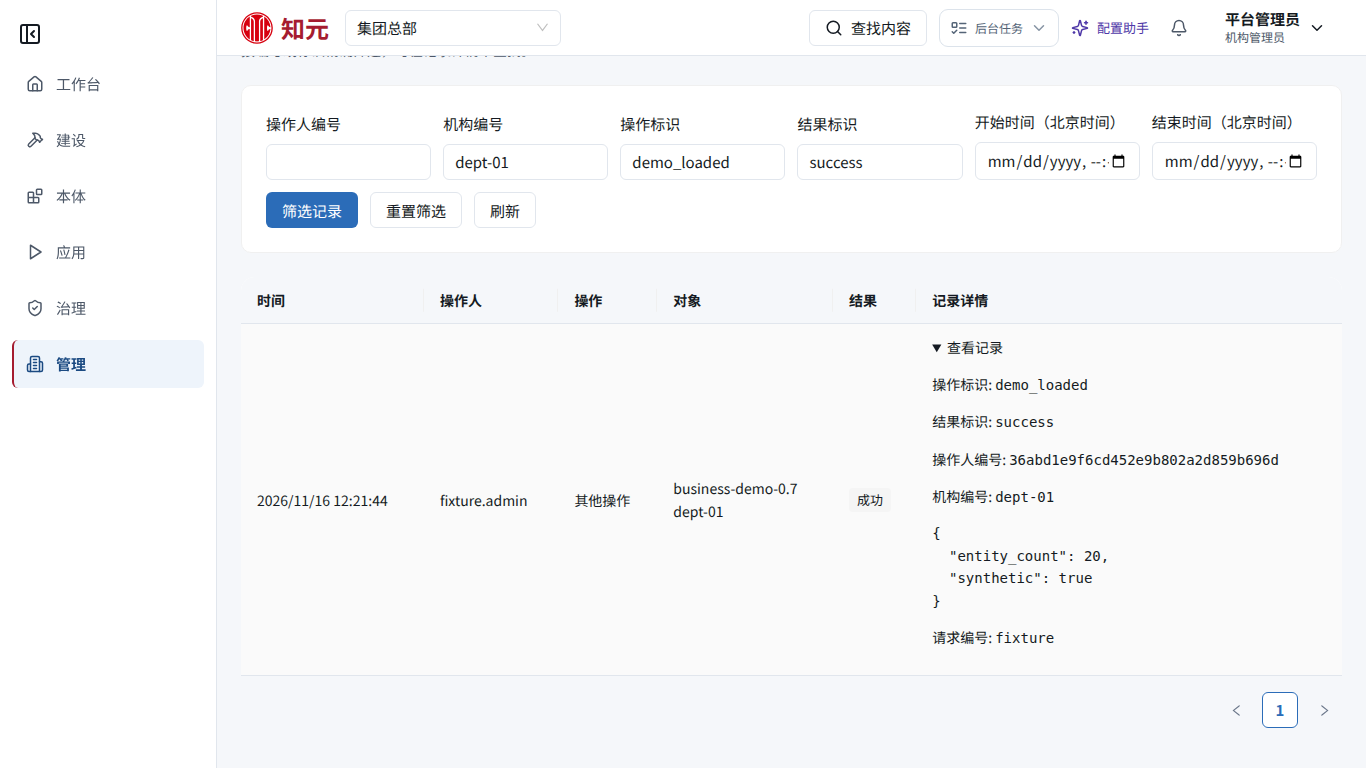 知元
集团总部
查找内容
后台任务
配置助手
平台管理员
机构管理员
工作台
建设
本体
应用
治理
管理
操作人编号
机构编号
操作标识
结果标识
开始时间（北京时间）
结束时间（北京时间）
dept-01
demo_loaded
success
mm/dd/yyyy, --:
mm/dd/yyyy, --:
筛选记录
重置筛选
刷新
时间
操作人
操作
对象
结果
记录详情
2026/11/16 12:21:44
fixture.admin
其他操作
business-demo-0.7
dept-01
成功
▼ 查看记录
操作标识: demo_loaded
结果标识: success
操作人编号: 36abd1e9f6cd452e9b802a2d859b696d
机构编号: dept-01
{
"entity_count": 20,
"synthetic": true
}
请求编号: fixture
1